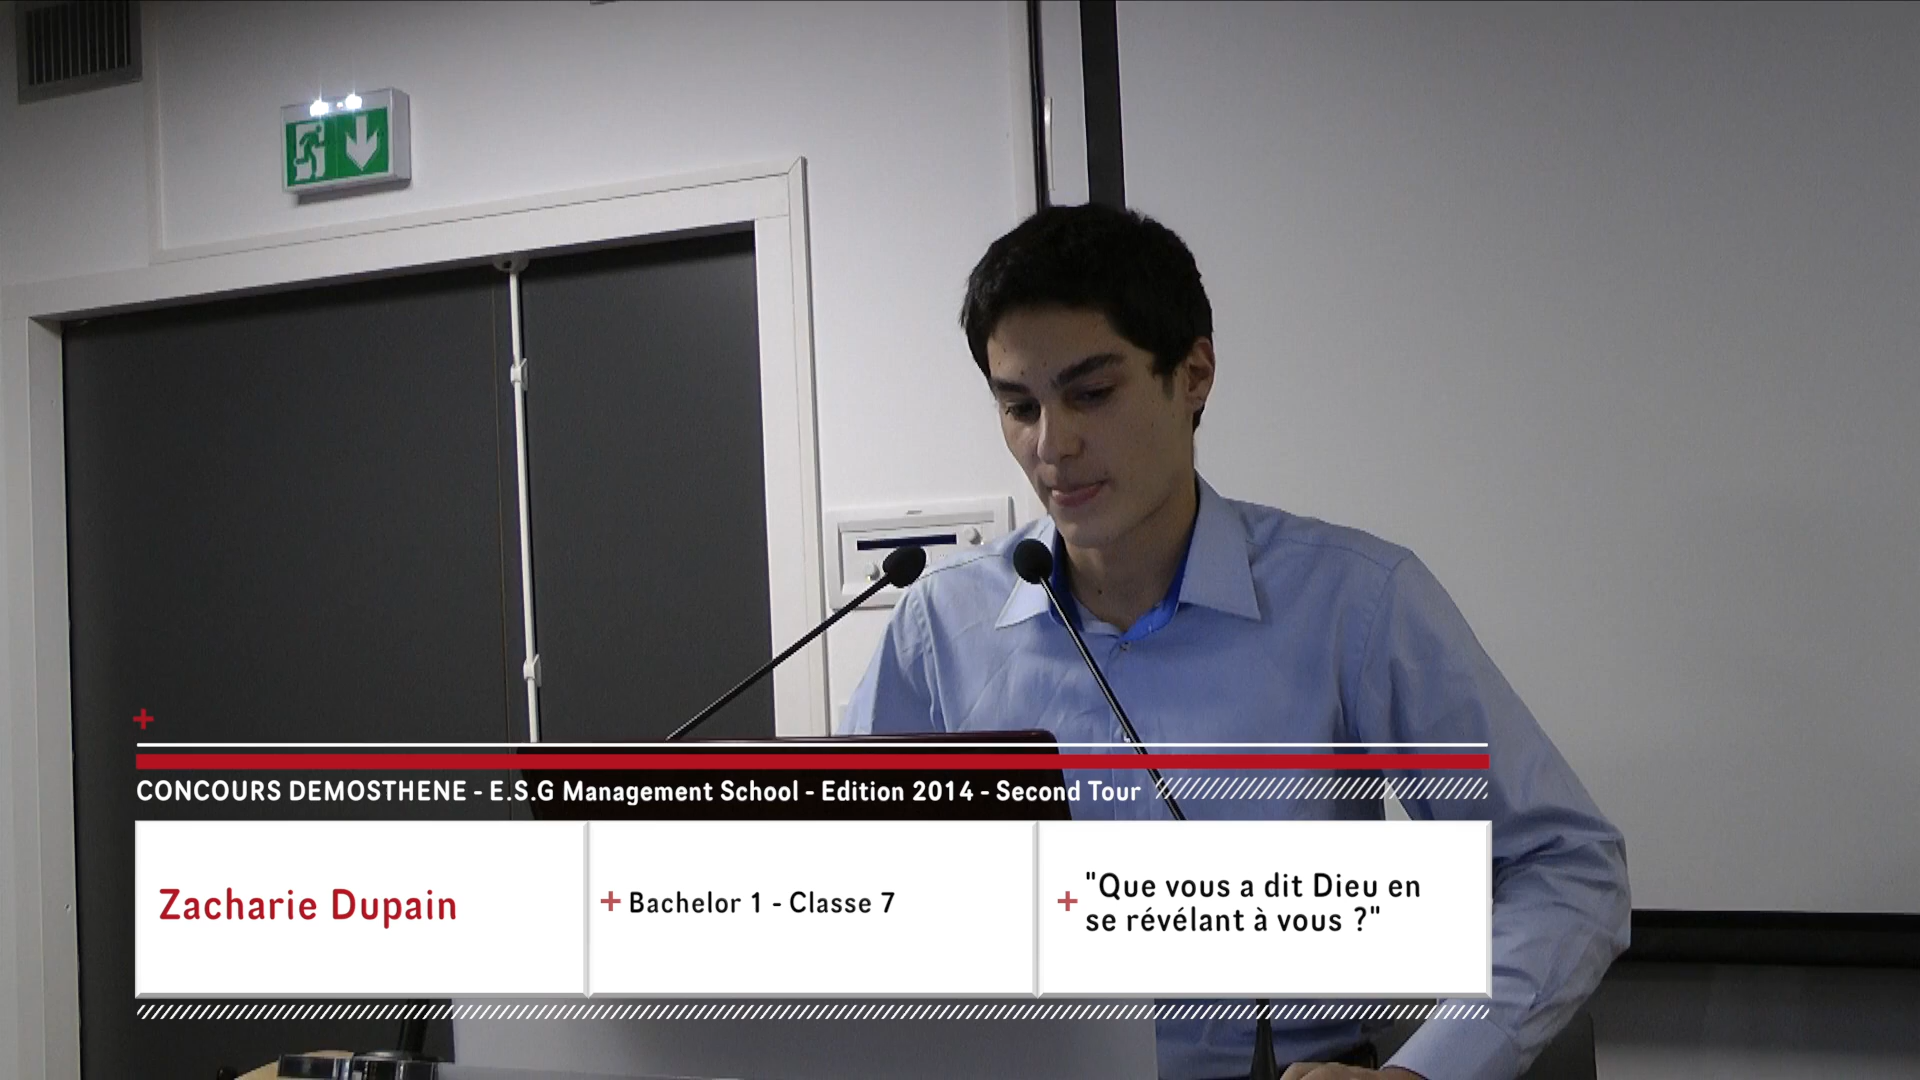 CONCOURS DEMOSTHENE - E.S.G Management School - Edition 2014 - Second Tour
Zacharie Dupain
Bachelor 1 - Classe 7
"Que vous a dit Dieu en
se révélant à vous ?"